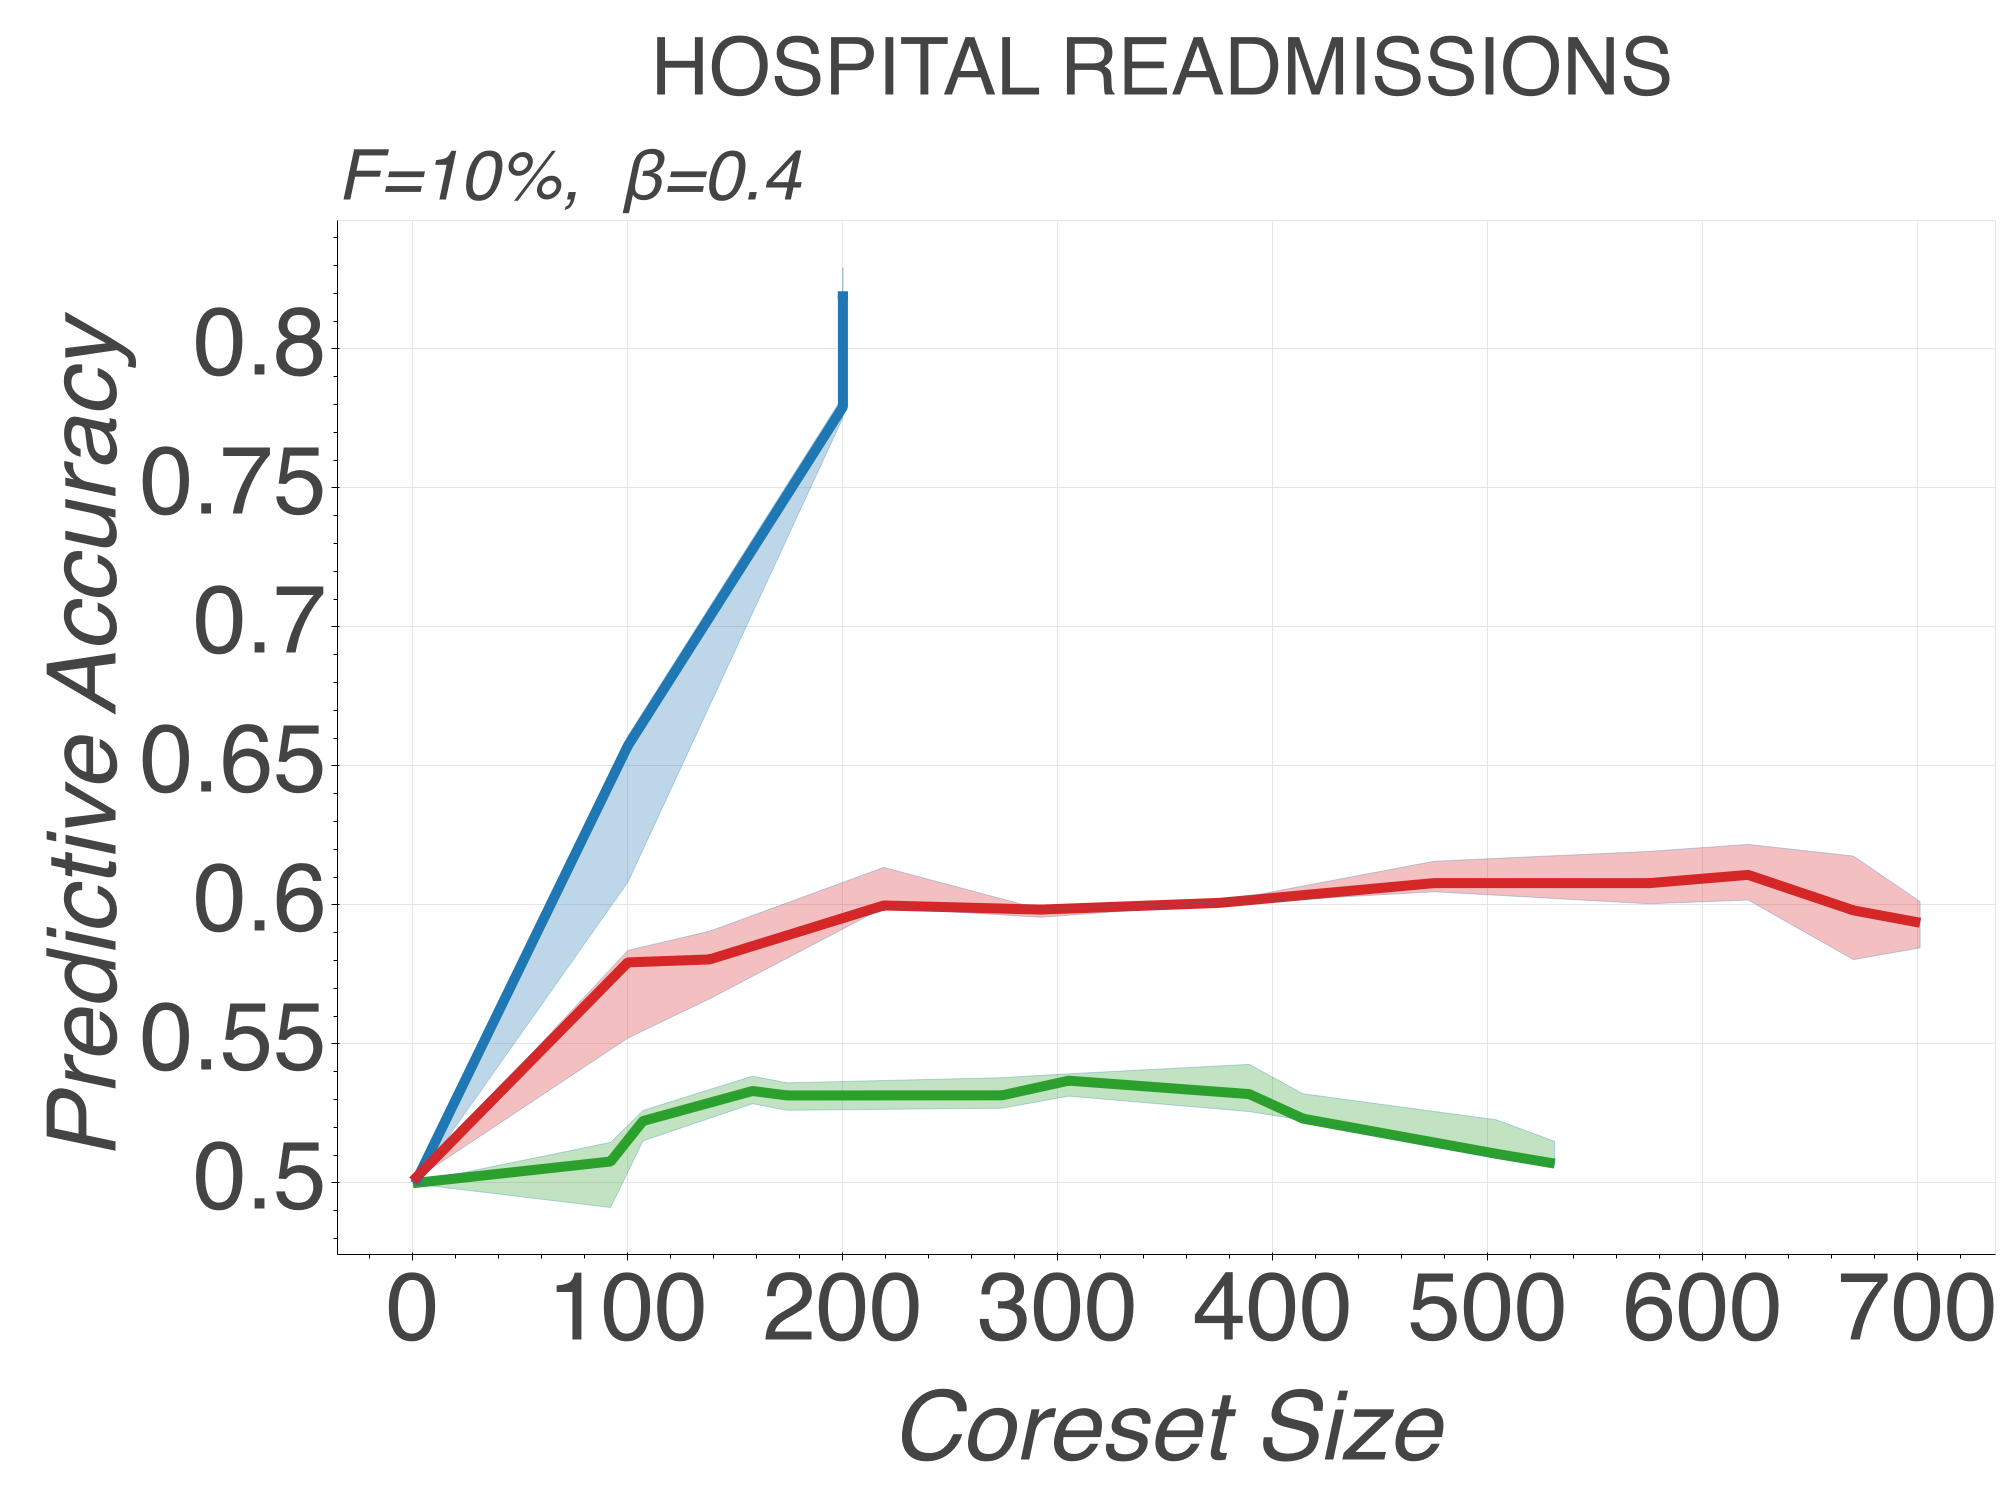 HOSPITAL READMISSIONS
F=10%, β=0.4
Predictive Accuracy
0.8
0.75
0.7
0.65
0.6
0.55
0.5
0 100 200 300 400 500 600 700
Coreset Size